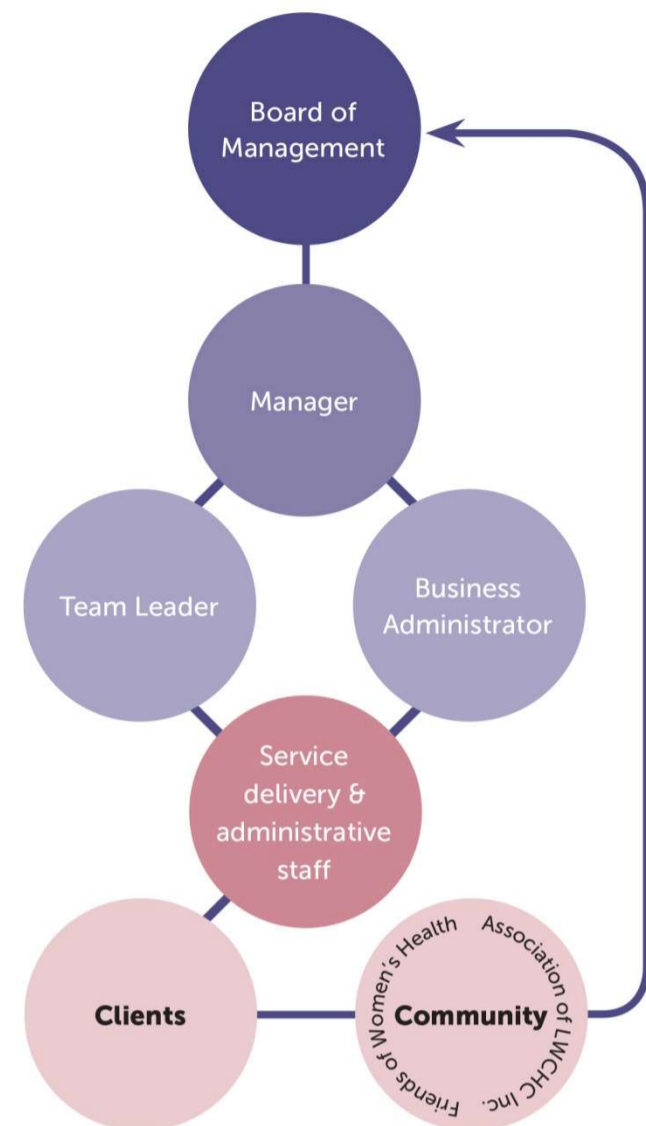 Board of
Management
Manager
Team Leader
Business
Administrator
Service
delivery &
administrative
staff
Clients
Friends of Women's Health
Association of LWCHC Inc.
Community